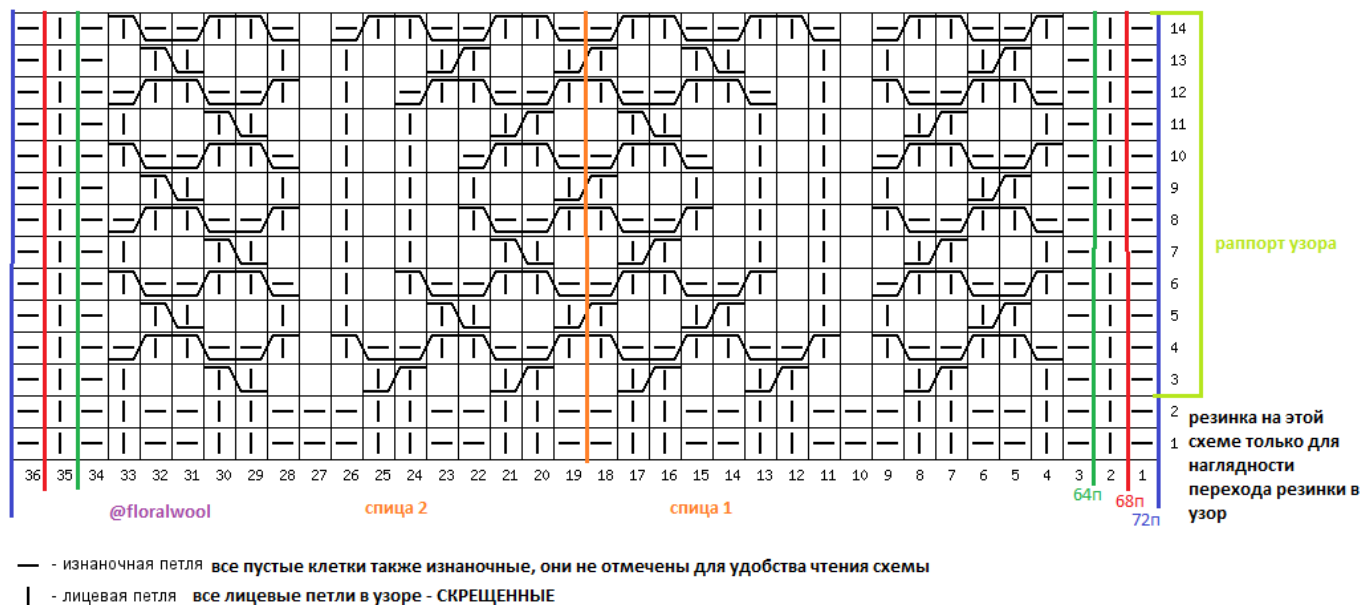 14
13
12
11
10
9
8
7
6
5
4
3
2
1
раппорт узора
резинка на этой
схеме только для
наглядности
перехода резинки в
узор
36 35 34 33 32 31 30 29 28 27 26 25 24 23 22 21 20 19 18 17 16 15 14 13 12 11 10 9 8 7 6 5 4 3 2 1
64п
68п
72п
@floralwool
спица 2
спица 1
- изнаночная петля все пустые клетки также изнаночные, они не отмечены для удобства чтения схемы
- лицевая петля все лицевые петли в узоре - СКРЕЩЕННЫЕ